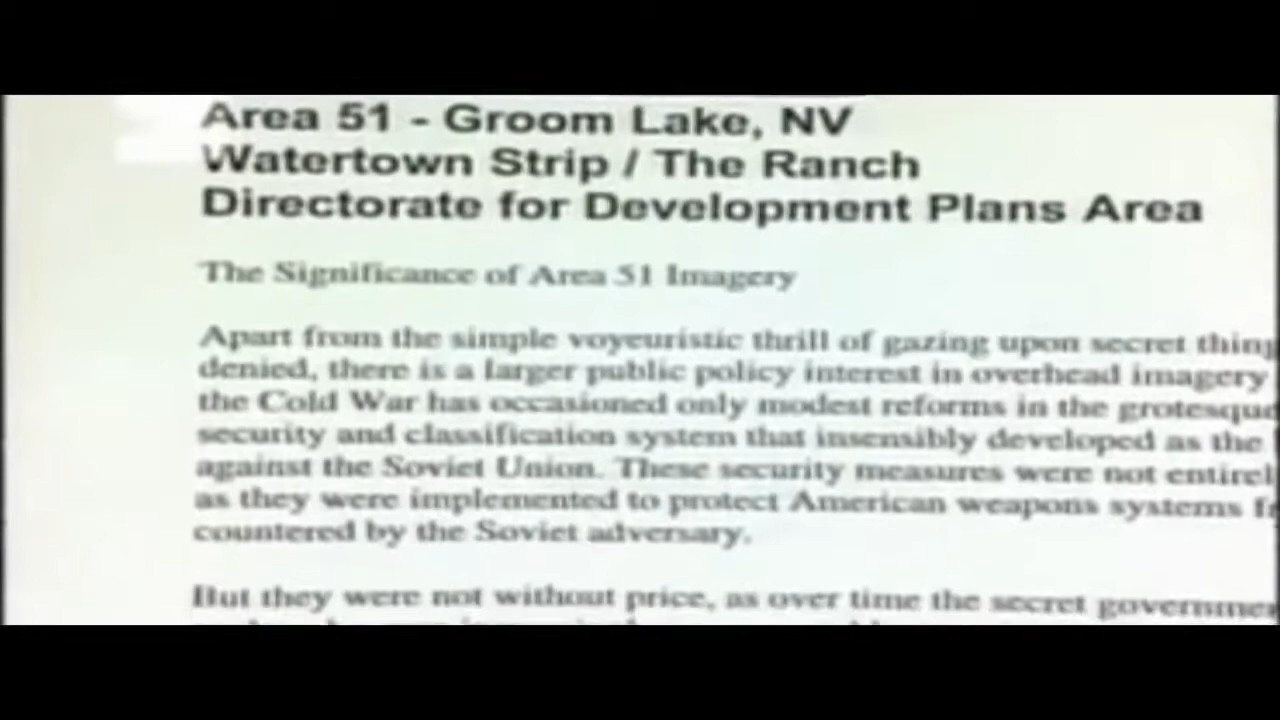 Area 51 - Groom Lake, NV
Watertown Strip / The Ranch
Directorate for Development Plans Area
The Significance of Area 51 Imagery
Apart from the simple voyeuristic thrill of gazing upon secret thing
denied, there is a larger public policy interest in overhead imagery
the Cold War has occasioned only modest reforms in the grotesque
security and classification system that insensibly developed as the
against the Soviet Union. These security measures were not entirel
as they were implemented to protect American weapons systems f
countered by the Soviet adversary.
But they were not without price, as over time the secret governme